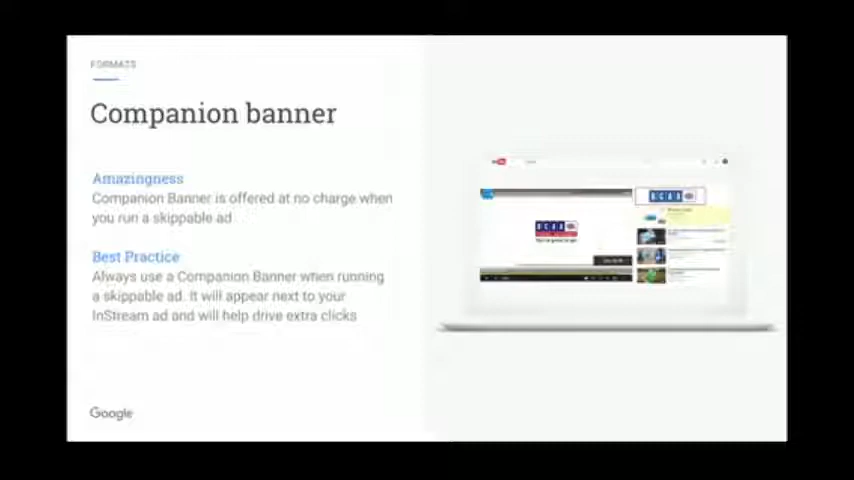 FORMATS
Companion banner
Amazingness
Companion Banner is offered at no charge when
you run a skippable ad
Best Practice
Always use a Companion Banner when running
a skippable ad. It will appear next to your
InStream ad and will help drive extra clicks
Google
BCAA
BCAA